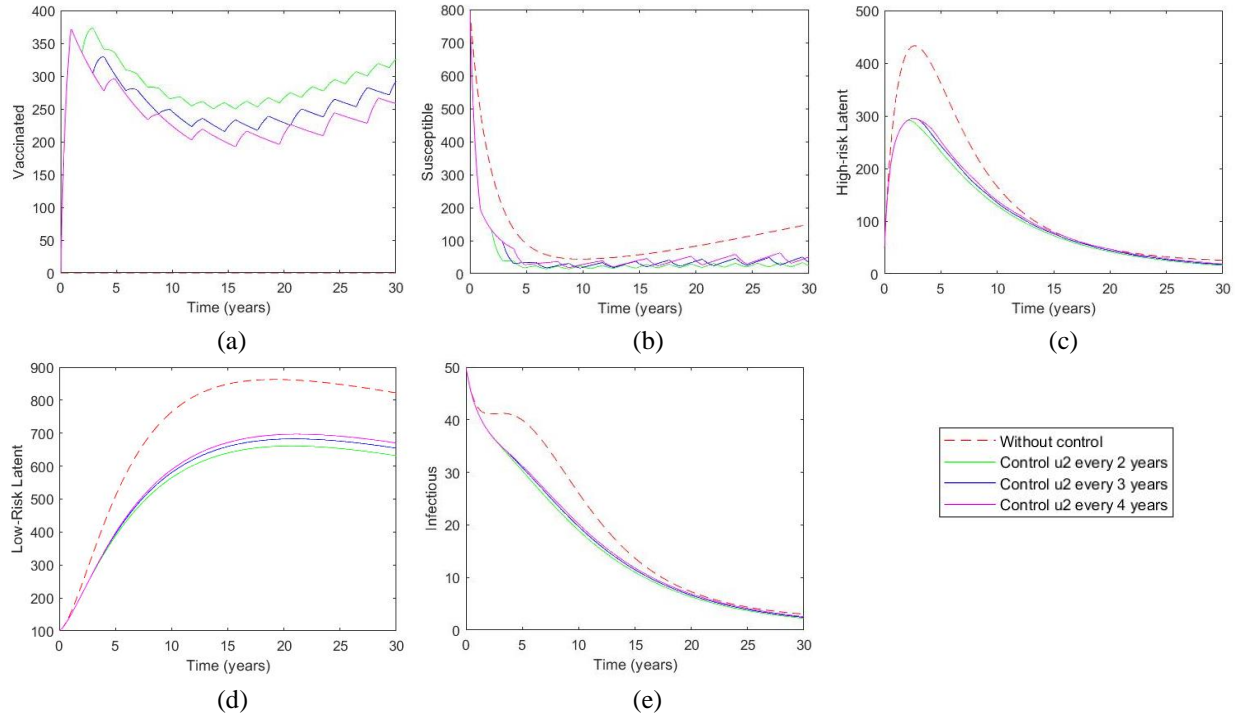 400
350
300
250
200
150
100
50
0
Vaccinated
0 5 10 15 20 25 30
Time (years)
(a)
800
700
600
500
400
300
200
100
0
Susceptible
0 5 10 15 20 25 30
Time (years)
(b)
500
400
300
200
100
0
High-risk Latent
0 5 10 15 20 25 30
Time (years)
(c)
900
800
700
600
500
400
300
200
100
Low-Risk Latent
0 5 10 15 20 25 30
Time (years)
(d)
50
40
30
20
10
0
Infectious
0 5 10 15 20 25 30
Time (years)
(e)
Without control
Control u2 every 2 years
Control u2 every 3 years
Control u2 every 4 years